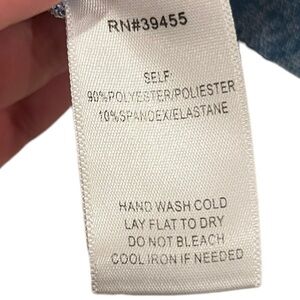 RN#39455
SELF:
90%POLYESTER/POLIESTER
10%SPANDEX/ELASTANE
HAND WASH COLD
LAY FLAT TO DRY
DO NOT BLEACH
COOL IRON IF NEEDED